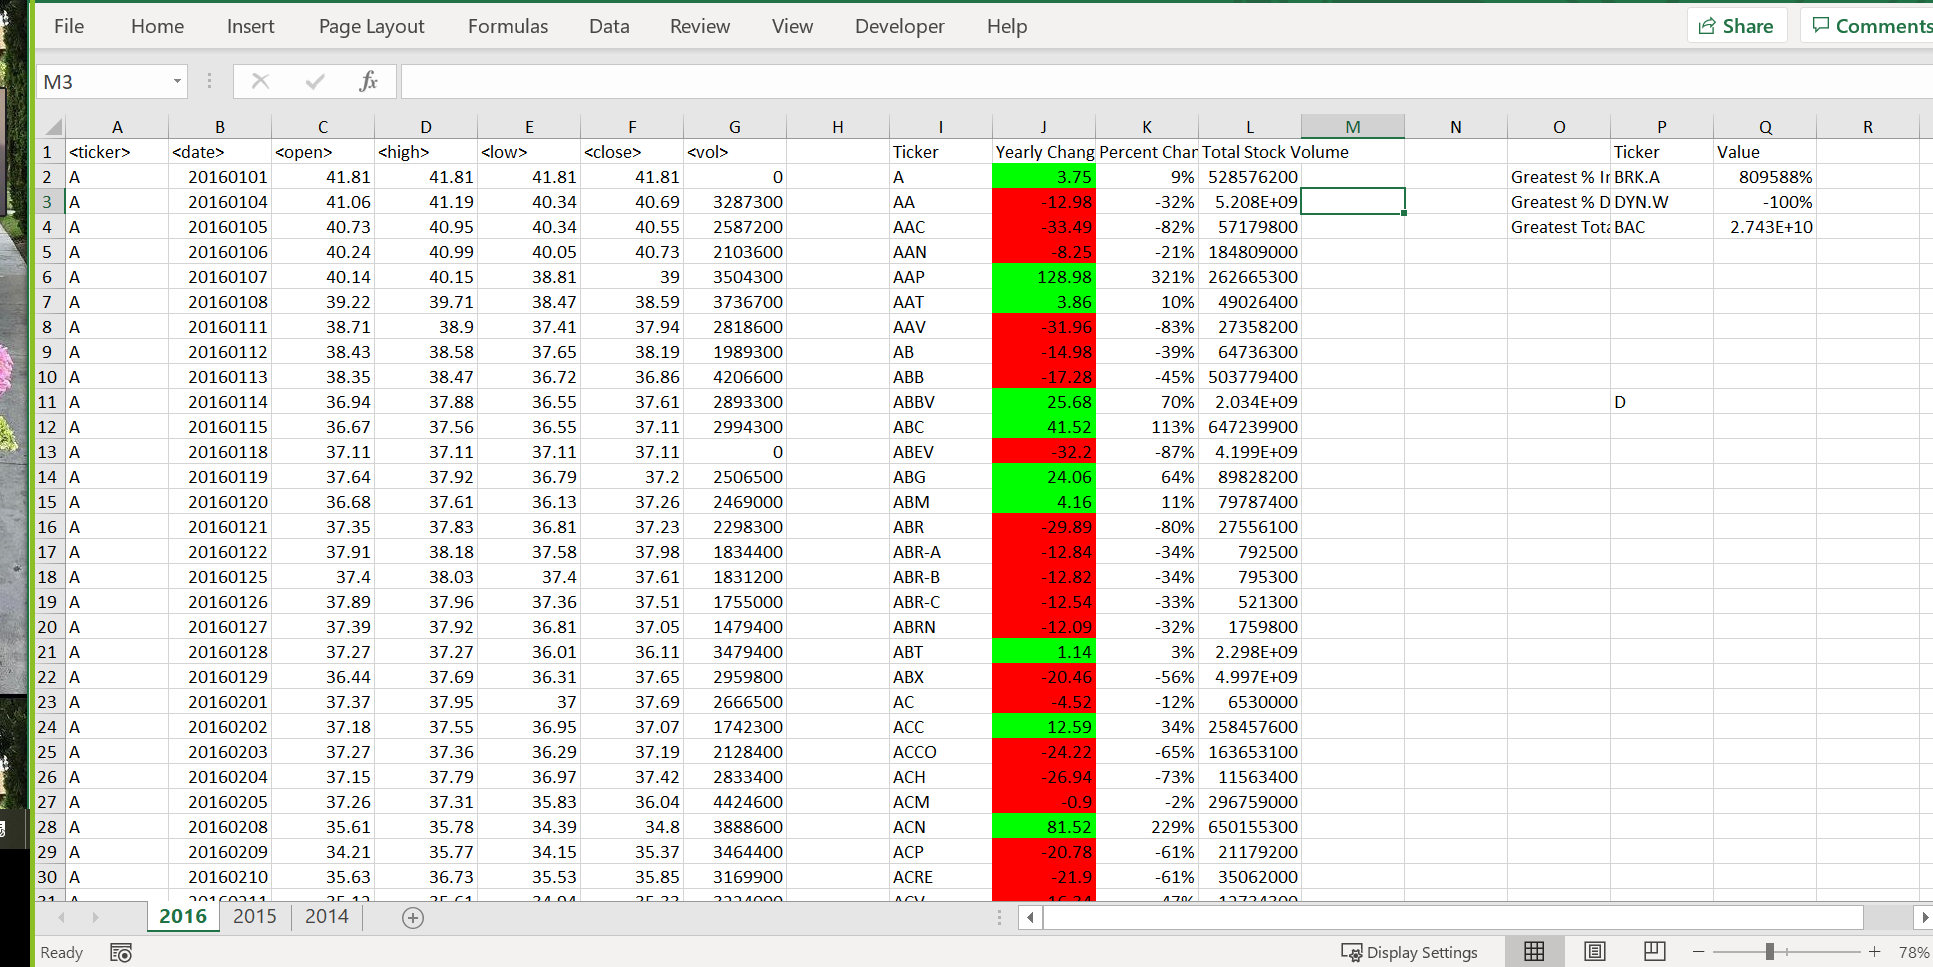 File Home Insert Page Layout Formulas Data Review View Developer Help Share Comments
M3 fx
A B C D E F G H I J K L M N O P Q R
1 <ticker> <date> <open> <high> <low> <close> <vol> Ticker Yearly Chang Percent Char Total Stock Volume Ticker Value
2 A 20160101 41.81 41.81 41.81 41.81 0 A 3.75 9% 528576200 Greatest % Ir BRK.A 809588%
3 A 20160104 41.06 41.19 40.34 40.69 3287300 AA -12.98 -32% 5.208E+09 Greatest % D DYN.W -100%
4 A 20160105 40.73 40.95 40.34 40.55 2587200 AAC -33.49 -82% 57179800 Greatest Tota BAC 2.743E+10
5 A 20160106 40.24 40.99 40.05 40.73 2103600 AAN -8.25 -21% 184809000
6 A 20160107 40.14 40.15 38.81 39 3504300 AAP 128.98 321% 262665300
7 A 20160108 39.22 39.71 38.47 38.59 3736700 AAT 3.86 10% 49026400
8 A 20160111 38.71 38.9 37.41 37.94 2818600 AAV -31.96 -83% 27358200
9 A 20160112 38.43 38.58 37.65 38.19 1989300 AB -14.98 -39% 64736300
10 A 20160113 38.35 38.47 36.72 36.86 4206600 ABB -17.28 -45% 503779400
11 A 20160114 36.94 37.88 36.55 37.61 2893300 ABBV 25.68 70% 2.034E+09 D
12 A 20160115 36.67 37.56 36.55 37.11 2994300 ABC 41.52 113% 647239900
13 A 20160118 37.11 37.11 37.11 37.11 0 ABEV -32.2 -87% 4.199E+09
14 A 20160119 37.64 37.92 36.79 37.2 2506500 ABG 24.06 64% 89828200
15 A 20160120 36.68 37.61 36.13 37.26 2469000 ABM 4.16 11% 79787400
16 A 20160121 37.35 37.83 36.81 37.23 2298300 ABR -29.89 -80% 27556100
17 A 20160122 37.91 38.18 37.58 37.98 1834400 ABR-A -12.84 -34% 792500
18 A 20160125 37.4 38.03 37.4 37.61 1831200 ABR-B -12.82 -34% 795300
19 A 20160126 37.89 37.96 37.36 37.51 1755000 ABR-C -12.54 -33% 521300
20 A 20160127 37.39 37.92 36.81 37.05 1479400 ABRN -12.09 -32% 1759800
21 A 20160128 37.27 37.27 36.01 36.11 3479400 ABT 1.14 3% 2.298E+09
22 A 20160129 36.44 37.69 36.31 37.65 2959800 ABX -20.46 -56% 4.997E+09
23 A 20160201 37.37 37.95 37 37.69 2666500 AC -4.52 -12% 6530000
24 A 20160202 37.18 37.55 36.95 37.07 1742300 ACC 12.59 34% 258457600
25 A 20160203 37.27 37.36 36.29 37.19 2128400 ACCO -24.22 -65% 163653100
26 A 20160204 37.15 37.79 36.97 37.42 2833400 ACH -26.94 -73% 11563400
27 A 20160205 37.26 37.31 35.83 36.04 4424600 ACM -0.9 -2% 296759000
28 A 20160208 35.61 35.78 34.39 34.8 3888600 ACN 81.52 229% 650155300
29 A 20160209 34.21 35.77 34.15 35.37 3464400 ACP -20.78 -61% 21179200
30 A 20160210 35.63 36.73 35.53 35.85 3169900 ACRE -21.9 -61% 35062000
2016 2015 2014
Ready Display Settings 78%